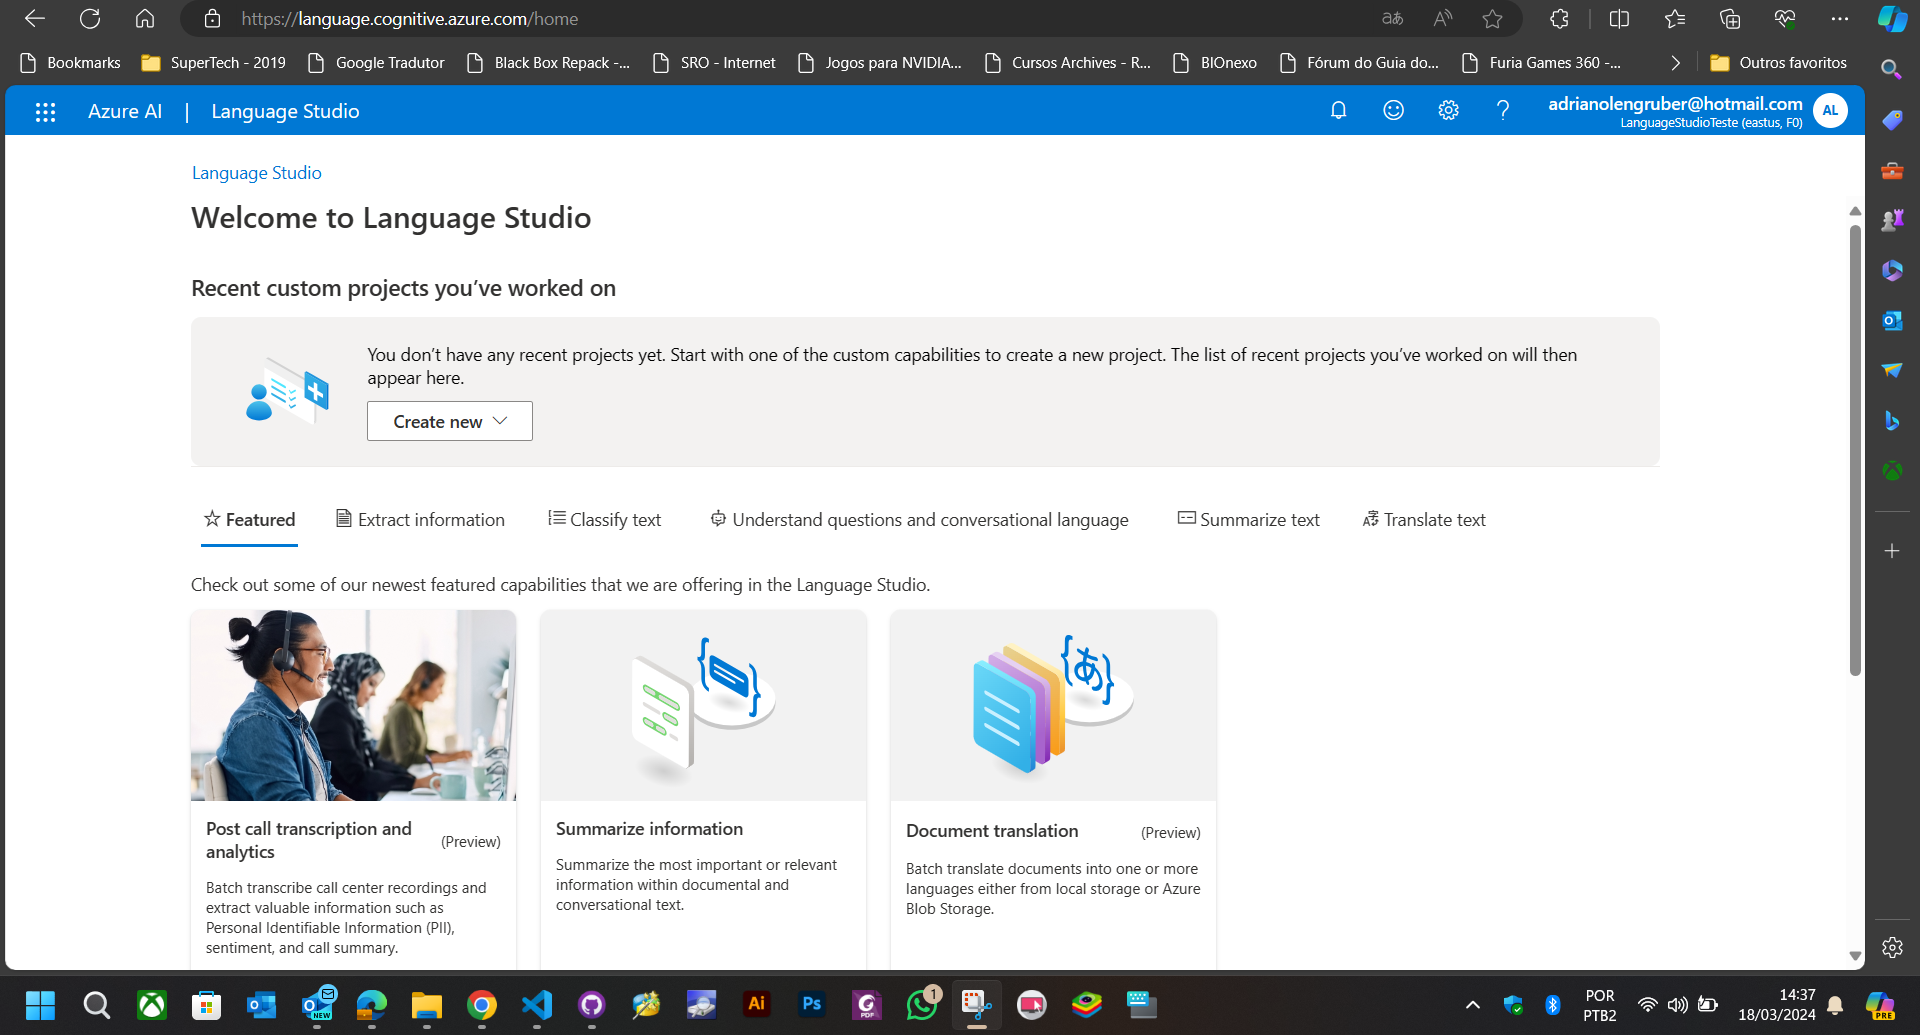 https://language.cognitive.azure.com/home
Bookmarks
SuperTech - 2019
Google Tradutor
Black Box Repack -...
SRO - Internet
Jogos para NVIDIA...
Cursos Archives - R...
BIOnexo
Fórum do Guia do...
Furia Games 360 -...
Outros favoritos
Azure AI | Language Studio
adrianolengruber@hotmail.com
LanguageStudioTeste (eastus, F0)
AL
Language Studio
Welcome to Language Studio
Recent custom projects you’ve worked on
You don’t have any recent projects yet. Start with one of the custom capabilities to create a new project. The list of recent projects you’ve worked on will then
appear here.
Create new
Featured
Extract information
Classify text
Understand questions and conversational language
Summarize text
Translate text
Check out some of our newest featured capabilities that we are offering in the Language Studio.
{あ}
Post call transcription and
analytics
(Preview)
Batch transcribe call center recordings and
extract valuable information such as
Personal Identifiable Information (PII),
sentiment, and call summary.
Summarize information
Summarize the most important or relevant
information within documental and
conversational text.
Document translation
(Preview)
Batch translate documents into one or more
languages either from local storage or Azure
Blob Storage.
NEW
Ai
Ps
PDF
1
POR
PTB2
14:37
18/03/2024
PRE